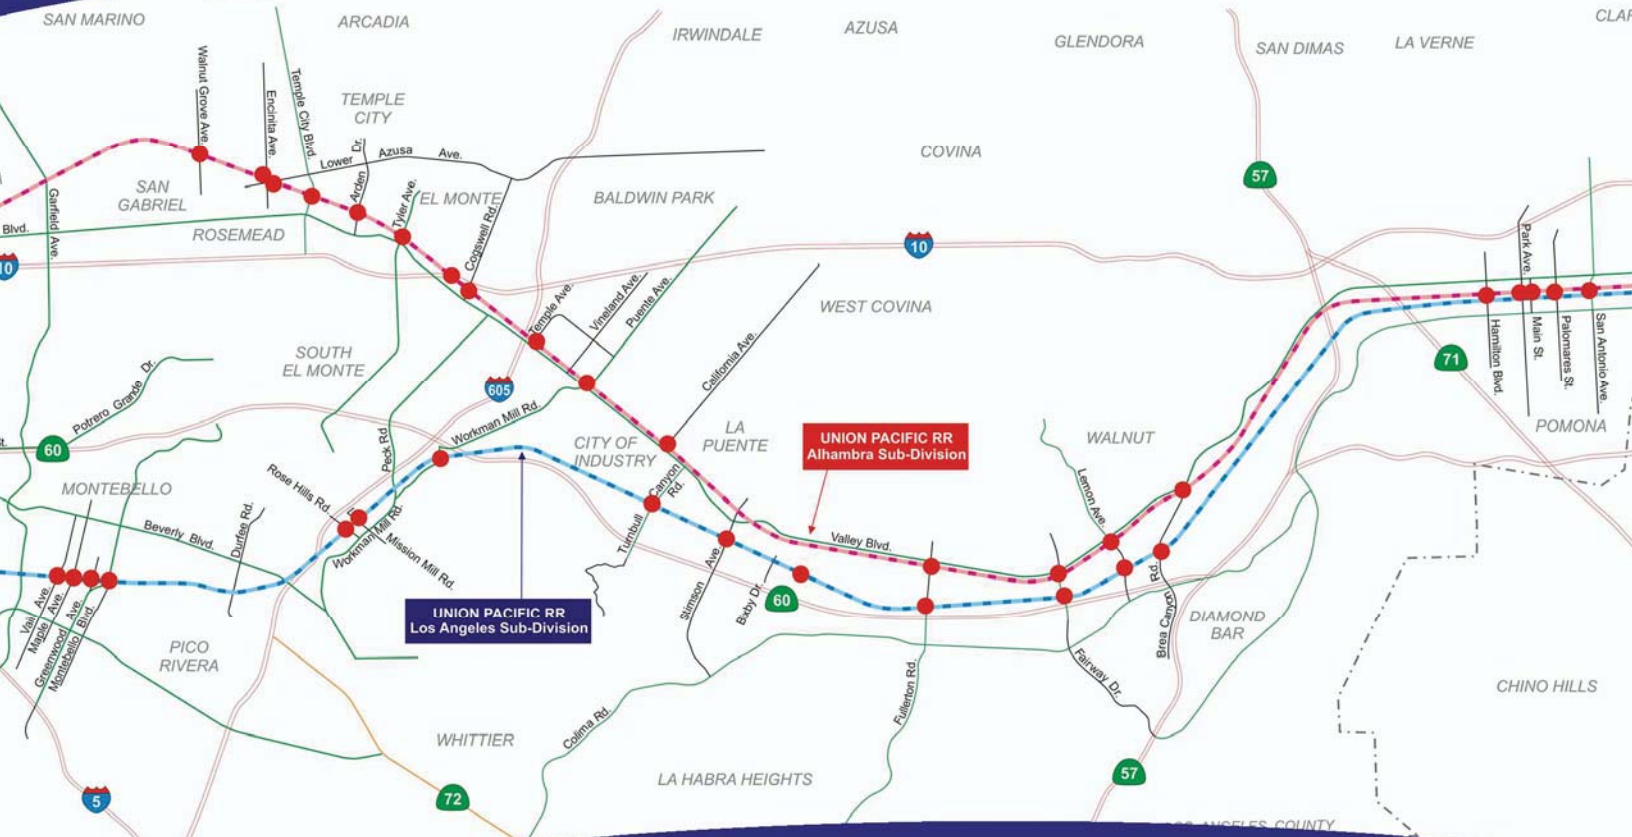 SAN MARINO
ARCADIA
IRWINDALE
AZUSA
GLENDORA
SAN DIMAS
LA VERNE
Walnut Grove Ave.
Encinita Ave.
Temple City Blvd.
TEMPLE
CITY
Lower Azusa Ave.
Arden Dr.
COVINA
57
SAN
GABRIEL
Tyler Ave.
EL MONTE
BALDWIN PARK
Garfield Ave.
Blvd.
ROSEMEAD
Cogswell Rd.
10
10
Park Ave.
Temple Ave.
Vineland Ave.
Puente Ave.
WEST COVINA
Hamilton Blvd.
Main St.
Palomares St.
San Antonio Ave.
SOUTH
EL MONTE
California Ave.
71
605
Potrero Grande Dr.
Workman Mill Rd.
60
Peck Rd
CITY OF
INDUSTRY
LA
PUENTE
UNION PACIFIC RR
Alhambra Sub-Division
WALNUT
POMONA
MONTEBELLO
Rose Hills Rd.
Canyon
Rd.
Lemon Ave.
Durfee Rd.
Beverly Blvd.
Workman Mill Rd.
Mission Mill Rd.
Turnbull
Valley Blvd.
Stimson Ave.
Bxby Dr.
60
Vail Ave.
Maple Ave.
Greenwood Ave.
Montebello Blvd.
UNION PACIFIC RR
Los Angeles Sub-Division
Brea Canyon Rd.
DIAMOND
BAR
PICO
RIVERA
Fairway Dr.
Fullerton Rd.
CHINO HILLS
Colima Rd.
WHITTIER
LA HABRA HEIGHTS
57
5
72
ANGELES COUNTY